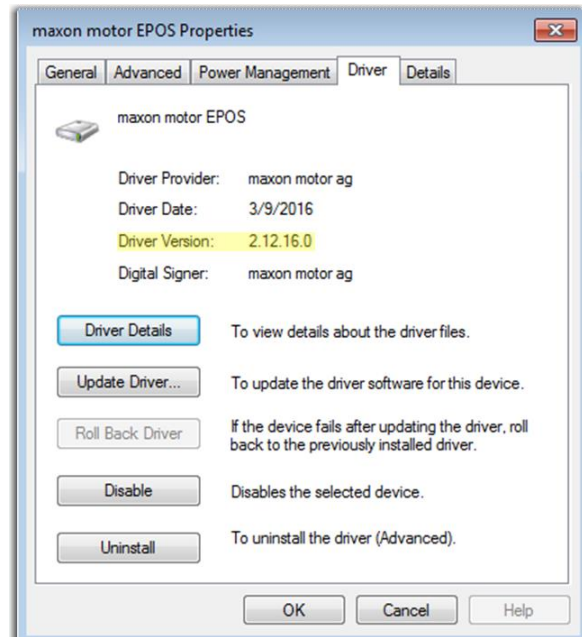 maxon motor EPOS Properties
General Advanced Power Management Driver Details
maxon motor EPOS
Driver Provider: maxon motor ag
Driver Date: 3/9/2016
Driver Version: 2.12.16.0
Digital Signer: maxon motor ag
Driver Details To view details about the driver files.
Update Driver... To update the driver software for this device.
Roll Back Driver If the device fails after updating the driver, roll
back to the previously installed driver.
Disable Disables the selected device.
Uninstall To uninstall the driver (Advanced).
OK Cancel Help